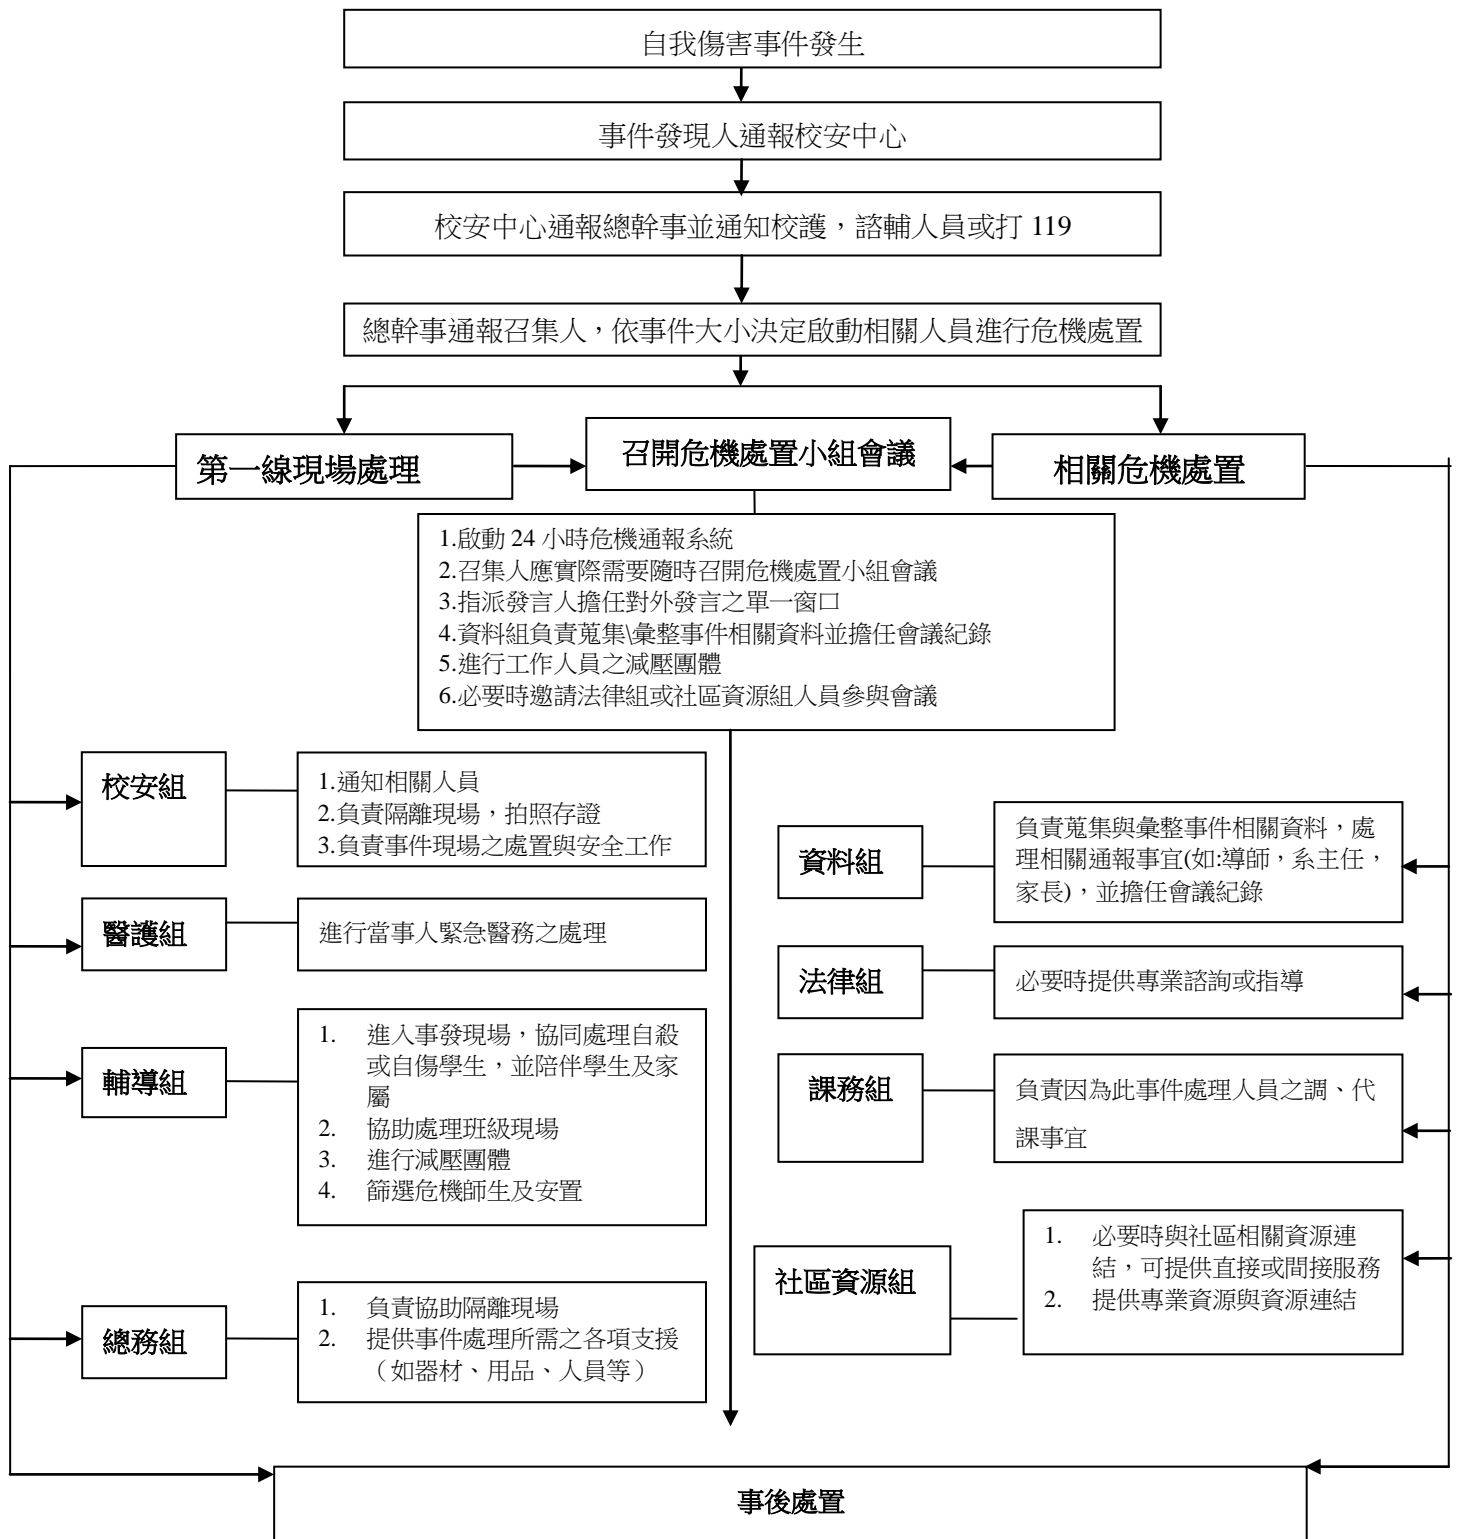 自我傷害事件發生
事件發現人通報校安中心
校安中心通報總幹事並通知校護，諮輔人員或打 119
總幹事通報召集人，依事件大小決定啟動相關人員進行危機處置
第一線現場處理
召開危機處置小組會議
相關危機處置
1.啟動 24 小時危機通報系統
2.召集人應實際需要隨時召開危機處置小組會議
3.指派發言人擔任對外發言之單一窗口
4.資料組負責蒐集\彙整事件相關資料並擔任會議紀錄
5.進行工作人員之減壓團體
6.必要時邀請法律組或社區資源組人員參與會議
校安組
1.通知相關人員
2.負責隔離現場，拍照存證
3.負責事件現場之處置與安全工作
醫護組
進行當事人緊急醫務之處理
輔導組
1. 進入事發現場，協同處理自殺
或自傷學生，並陪伴學生及家
屬
2. 協助處理班級現場
3. 進行減壓團體
4. 篩選危機師生及安置
總務組
1. 負責協助隔離現場
2. 提供事件處理所需之各項支援
（如器材、用品、人員等）
資料組
負責蒐集與彙整事件相關資料，處
理相關通報事宜(如:導師，系主任，
家長)，並擔任會議紀錄
法律組
必要時提供專業諮詢或指導
課務組
負責因為此事件處理人員之調、代
課事宜
社區資源組
1. 必要時與社區相關資源連
結，可提供直接或間接服務
2. 提供專業資源與資源連結
事後處置